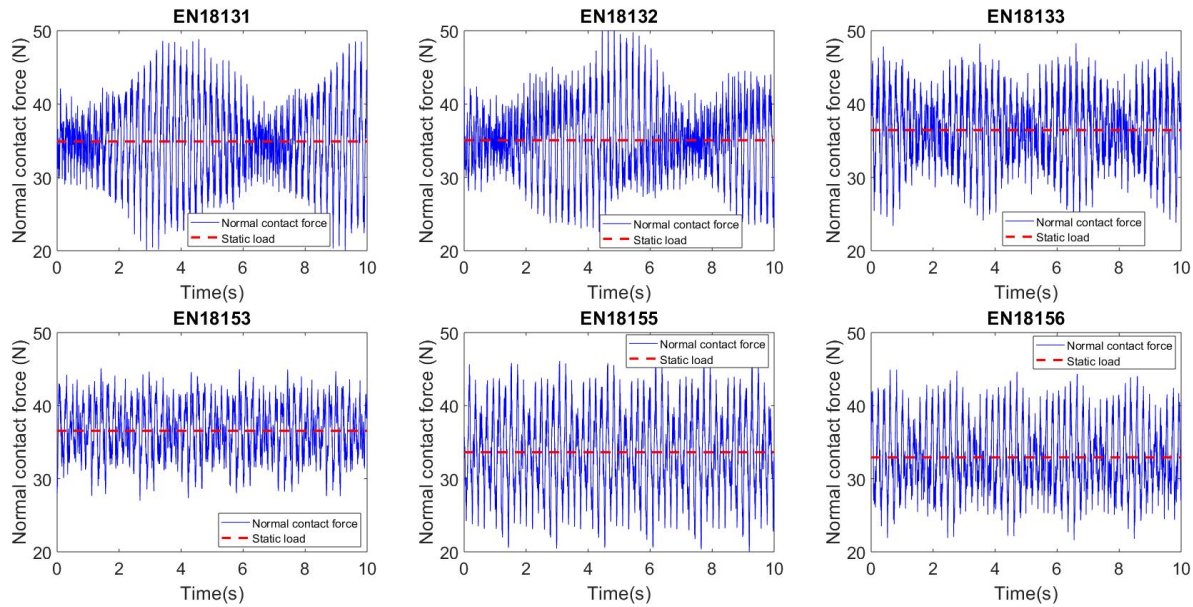 EN18131
Normal contact force (N)
50
40
30
20
Normal contact force
Static load
0 2 4 6 8 10
Time(s)
EN18132
Normal contact force (N)
50
40
30
20
Normal contact force
Static load
0 2 4 6 8 10
Time(s)
EN18133
Normal contact force (N)
50
40
30
20
Normal contact force
Static load
0 2 4 6 8 10
Time(s)
EN18153
Normal contact force (N)
50
40
30
20
Normal contact force
Static load
0 2 4 6 8 10
Time(s)
EN18155
Normal contact force (N)
50
40
30
20
Normal contact force
Static load
0 2 4 6 8 10
Time(s)
EN18156
Normal contact force (N)
50
40
30
20
Normal contact force
Static load
0 2 4 6 8 10
Time(s)